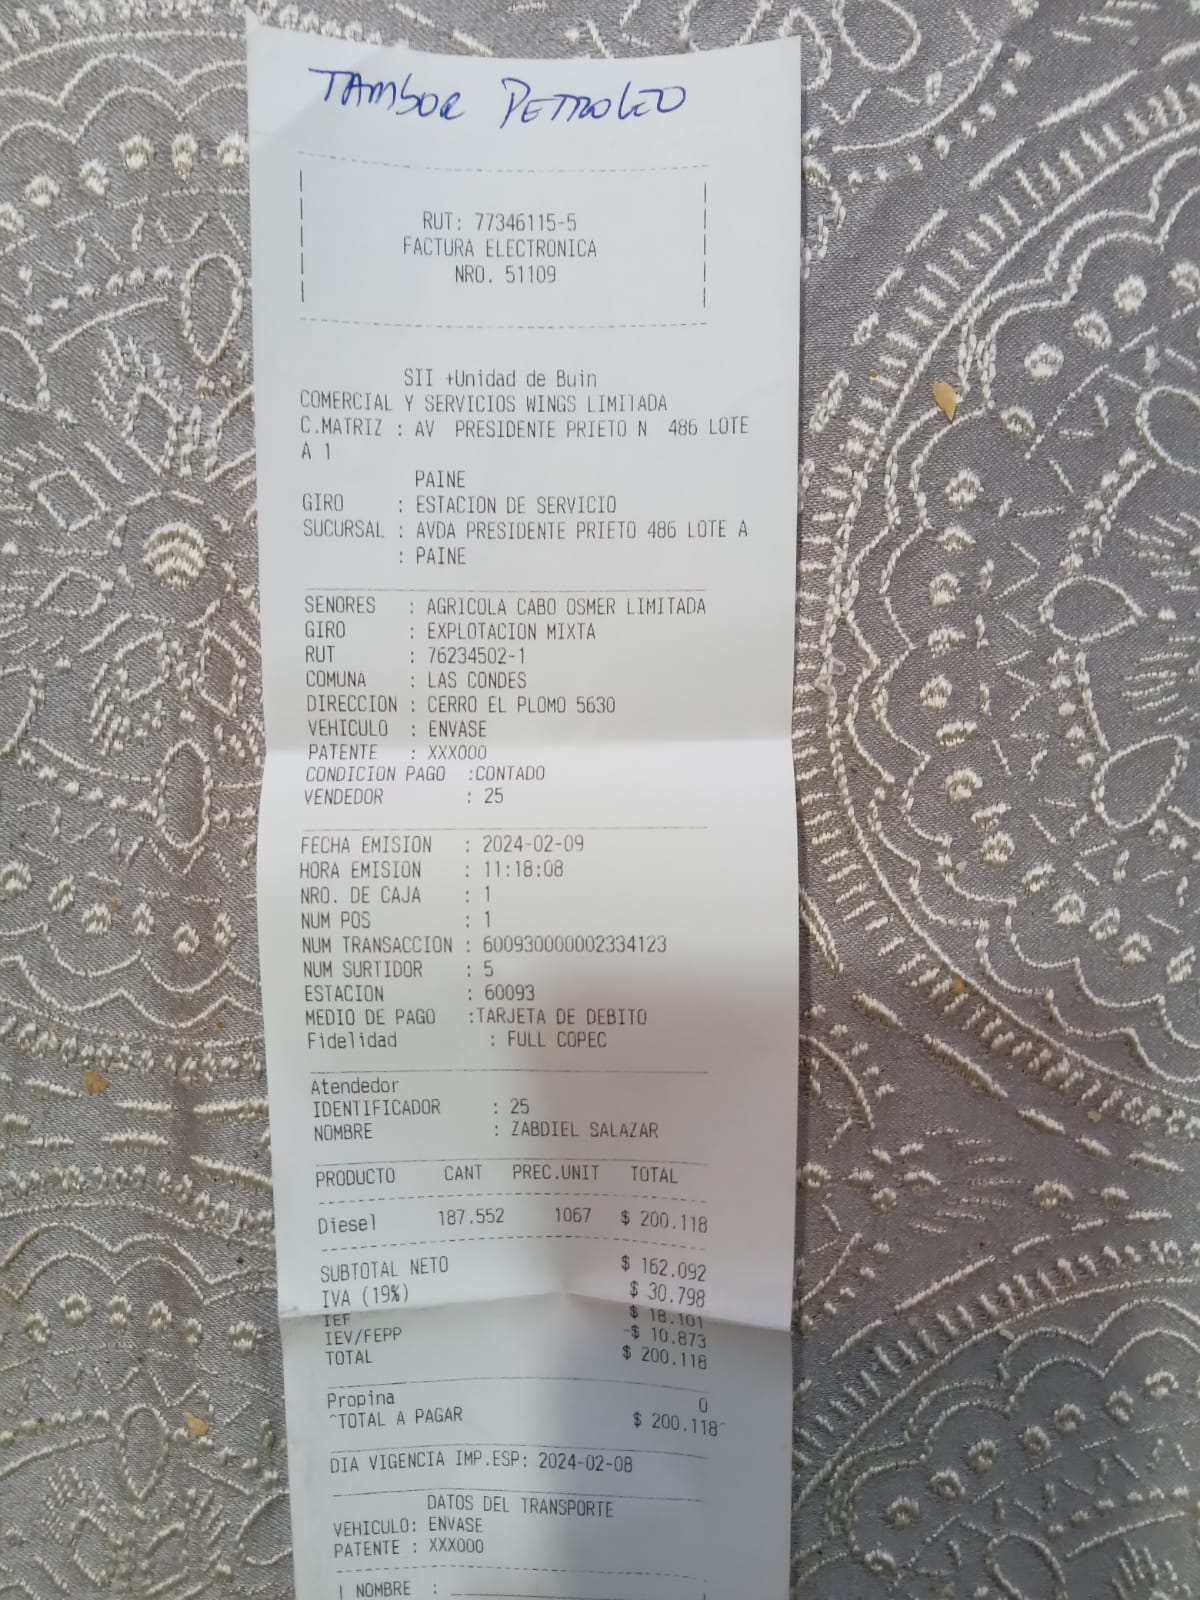 TAMBOR PETROLEO
RUT: 77346115-5
FACTURA ELECTRONICA
NRO. 51109
SII +Unidad de Buin
COMERCIAL Y SERVICIOS WINGS LIMITADA
C.MATRIZ : AV PRESIDENTE PRIETO N 486 LOTE
A 1
PAINE
GIRO : ESTACION DE SERVICIO
SUCURSAL : AVDA PRESIDENTE PRIETO 486 LOTE A
: PAINE
SENORES : AGRICOLA CABO OSMER LIMITADA
GIRO : EXPLOTACION MIXTA
RUT : 76234502-1
COMUNA : LAS CONDES
DIRECCION : CERRO EL PLOMO 5630
VEHICULO : ENVASE
PATENTE : XXX000
CONDICION PAGO :CONTADO
VENDEDOR : 25
FECHA EMISION : 2024-02-09
HORA EMISION : 11:18:08
NRO. DE CAJA : 1
NUM POS : 1
NUM TRANSACCION : 600930000002334123
NUM SURTIDOR : 5
ESTACION : 60093
MEDIO DE PAGO :TARJETA DE DEBITO
Fidelidad : FULL COPEC
Atendedor
IDENTIFICADOR : 25
NOMBRE : ZABDIEL SALAZAR
PRODUCTO CANT PREC.UNIT TOTAL
Diesel 187.552 1067 $ 200.118
SUBTOTAL NETO $ 162.092
IVA (19%) $ 30.798
IEF $ 18.101
IEV/FEPP -$ 10.873
TOTAL $ 200.118
Propina 0
^TOTAL A PAGAR $ 200.118^
DIA VIGENCIA IMP.ESP: 2024-02-08
DATOS DEL TRANSPORTE
VEHICULO: ENVASE
PATENTE : XXX000
| NOMBRE : ____________________ |